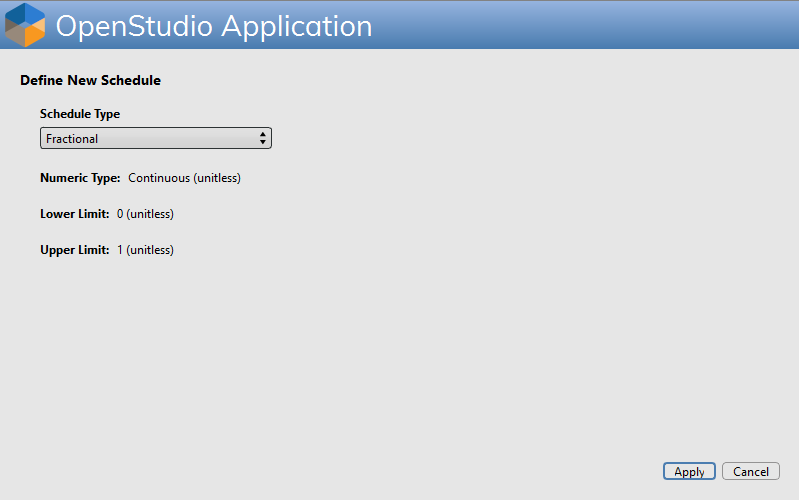 OpenStudio Application
Define New Schedule
Schedule Type
Fractional
Numeric Type: Continuous (unitless)
Lower Limit: 0 (unitless)
Upper Limit: 1 (unitless)
Apply Cancel